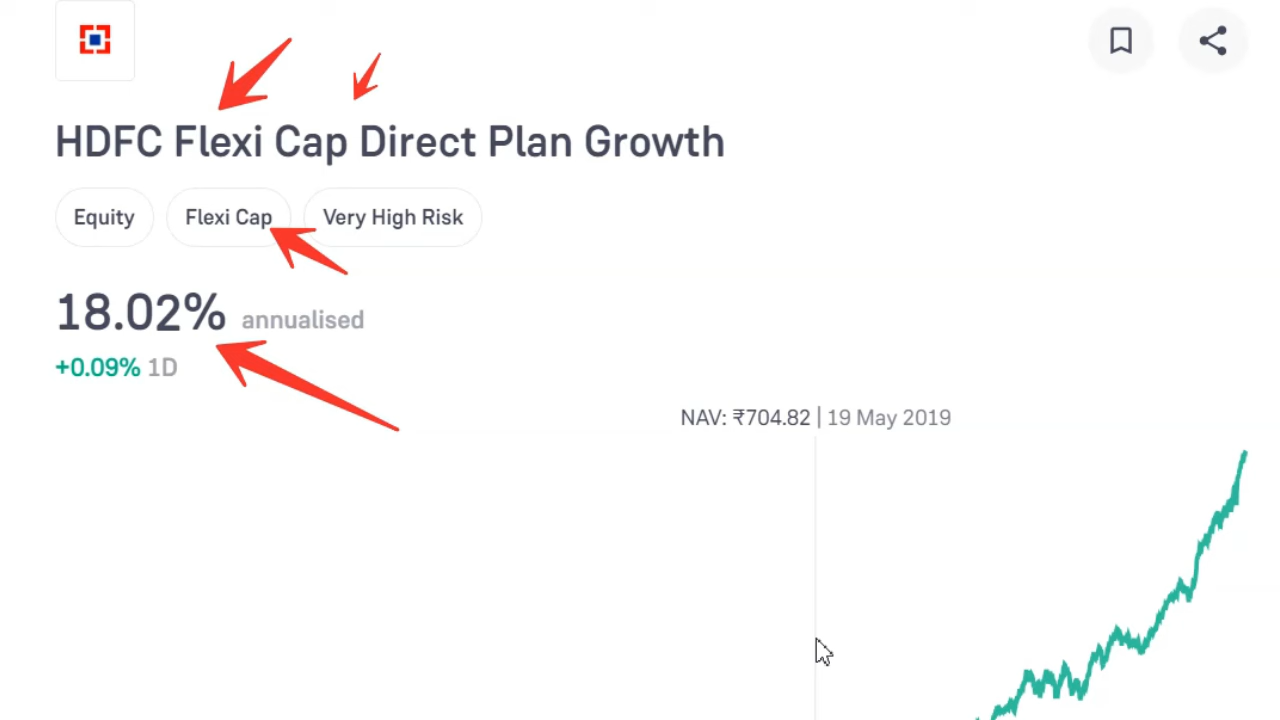 HDFC Flexi Cap Direct Plan Growth
Equity Flexi Cap Very High Risk
18.02% annualised
+0.09% 1D
NAV: ₹704.82 | 19 May 2019